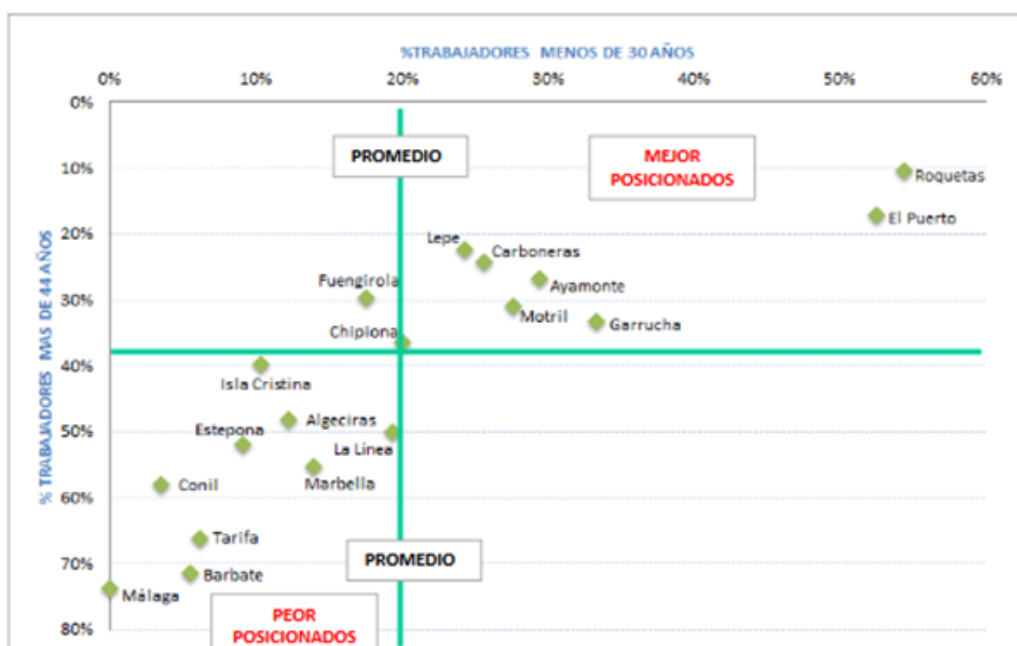 %TRABAJADORES MENOS DE 30 AÑOS
0% 10% 20% 30% 40% 50% 60%
0%
PROMEDIO
MEJOR
POSICIONADOS
10%
Roquetas
El Puerto
20%
Lepe
Carboneras
Fuengirola
Ayamonte
30%
Motril
Garrucha
Chipiona
% TRABAJADORES MAS DE 44 AÑOS
40%
Isla Cristina
Algeciras
Estepona
50%
La Linea
Marbella
Conil
60%
Tarifa
PROMEDIO
70%
Barbate
Málaga
PEOR
POSICIONADOS
80%